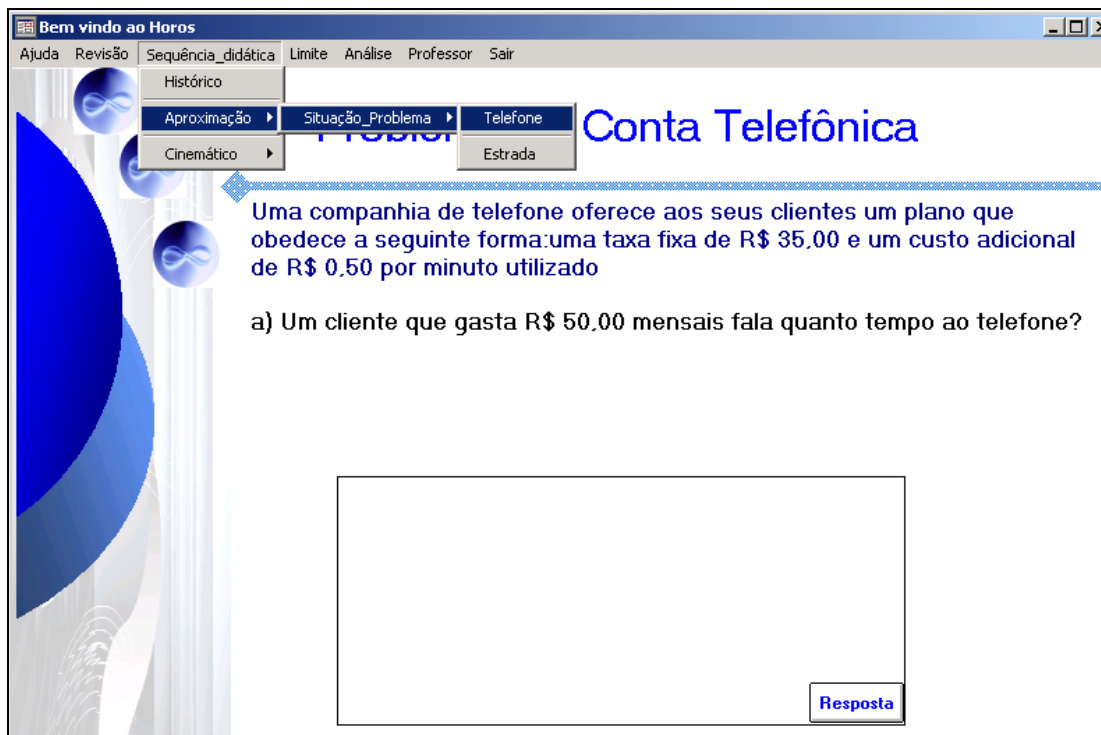 Bem vindo ao Horos
Ajuda Revisão Sequência_didática Limite Análise Professor Sair
Histórico
Aproximação Situação_Problema Telefone
Cinemático Estrada
Conta Telefônica
Uma companhia de telefone oferece aos seus clientes um plano que
obedece a seguinte forma:uma taxa fixa de R$ 35,00 e um custo adicional
de R$ 0,50 por minuto utilizado
a) Um cliente que gasta R$ 50,00 mensais fala quanto tempo ao telefone?
Resposta